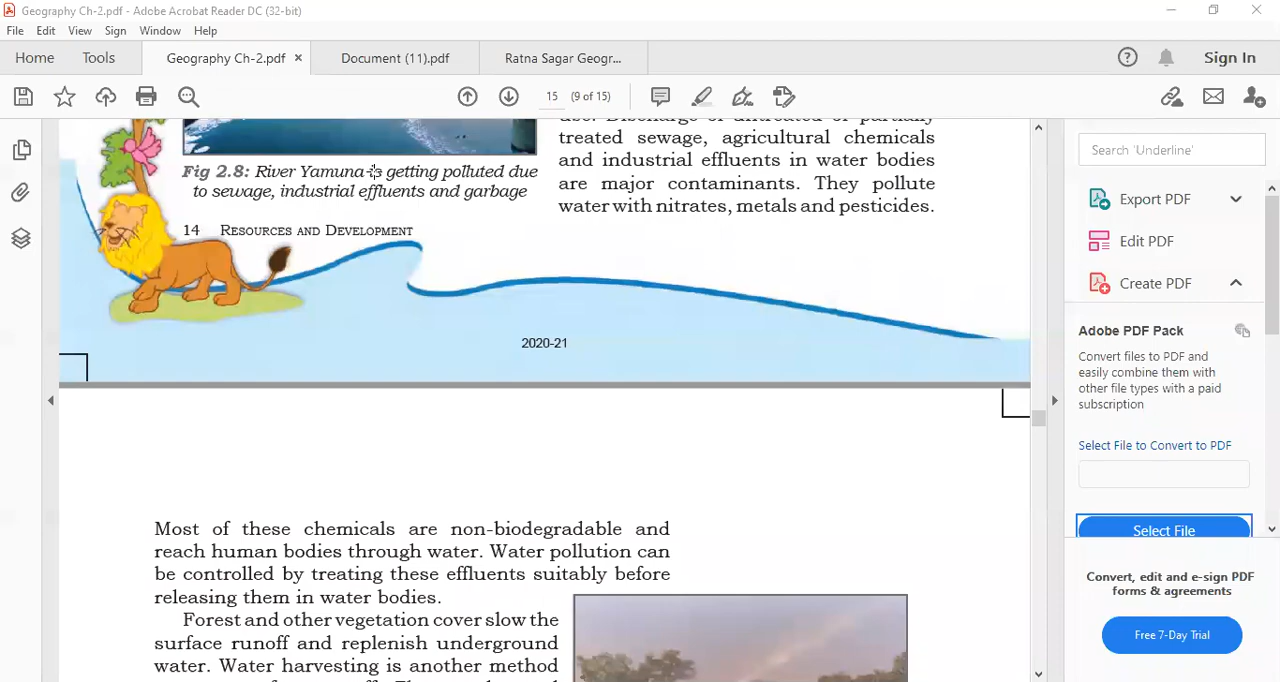 Geography Ch-2.pdf - Adobe Acrobat Reader DC (32-bit)
File Edit View Sign Window Help
Home Tools Geography Ch-2.pdf × Document (11).pdf Ratna Sagar Geogr... Sign In
15 (9 of 15)
use. Discharge of untreated or partially
treated sewage, agricultural chemicals
and industrial effluents in water bodies
are major contaminants. They pollute
water with nitrates, metals and pesticides.
Fig 2.8: River Yamuna is getting polluted due
to sewage, industrial effluents and garbage
14 RESOURCES AND DEVELOPMENT
2020-21
Most of these chemicals are non-biodegradable and
reach human bodies through water. Water pollution can
be controlled by treating these effluents suitably before
releasing them in water bodies.
Forest and other vegetation cover slow the
surface runoff and replenish underground
water. Water harvesting is another method
Search 'Underline'
Export PDF
Edit PDF
Create PDF
Adobe PDF Pack
Convert files to PDF and
easily combine them with
other file types with a paid
subscription
Select File to Convert to PDF
Select File
Convert, edit and e-sign PDF
forms & agreements
Free 7-Day Trial